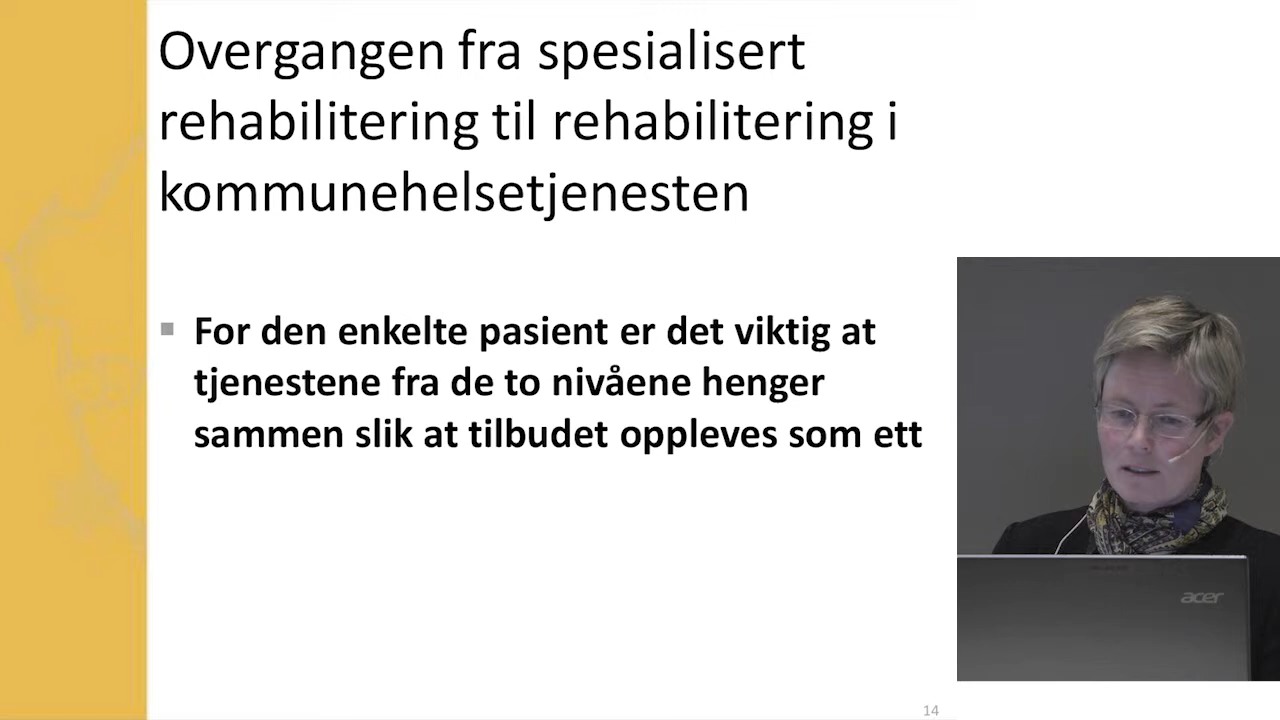 Overgangen fra spesialisert
rehabilitering til rehabilitering i
kommunehelsetjenesten
For den enkelte pasient er det viktig at
tjenestene fra de to nivåene henger
sammen slik at tilbudet oppleves som ett
acer
14